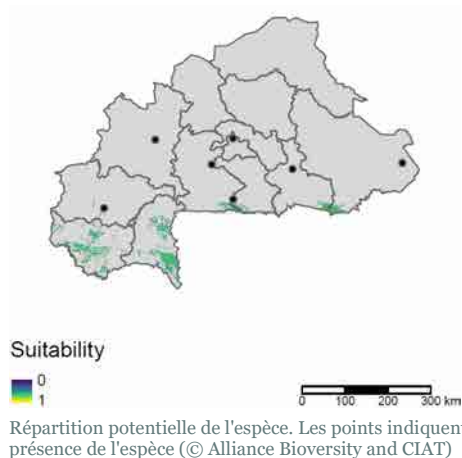 Suitability
0
1
0 100 200 300 km
Répartition potentielle de l'espèce. Les points indiquent
présence de l'espèce (© Alliance Bioversity and CIAT)